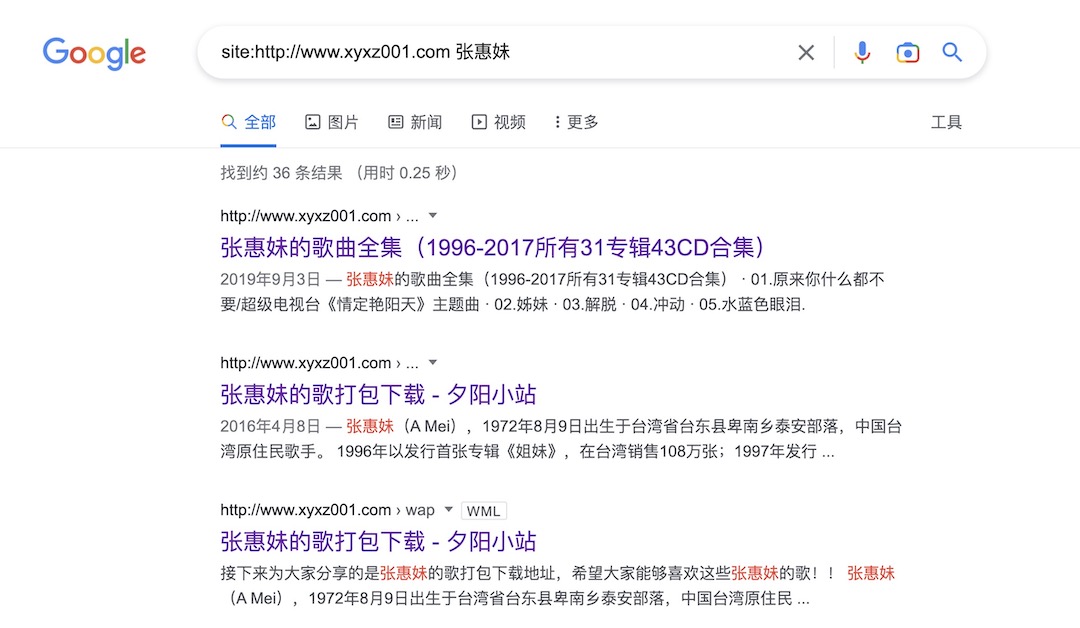 Google
site:http://www.xyxz001.com 张惠妹
全部 图片 新闻 视频 更多 工具
找到约 36 条结果 （用时 0.25 秒）
http://www.xyxz001.com › ...
张惠妹的歌曲全集（1996-2017所有31专辑43CD合集）
2019年9月3日 — 张惠妹的歌曲全集（1996-2017所有31专辑43CD合集） · 01.原来你什么都不
要/超级电视台《情定艳阳天》主题曲 · 02.姊妹 · 03.解脱 · 04.冲动 · 05.水蓝色眼泪.
http://www.xyxz001.com › ...
张惠妹的歌打包下载 - 夕阳小站
2016年4月8日 — 张惠妹（A Mei），1972年8月9日出生于台湾省台东县卑南乡泰安部落，中国台
湾原住民歌手。 1996年以发行首张专辑《姐妹》，在台湾销售108万张；1997年发行 ...
http://www.xyxz001.com › wap WML
张惠妹的歌打包下载 - 夕阳小站
接下来为大家分享的是张惠妹的歌打包下载地址，希望大家能够喜欢这些张惠妹的歌！！ 张惠妹
（A Mei），1972年8月9日出生于台湾省台东县卑南乡泰安部落，中国台湾原住民 ...